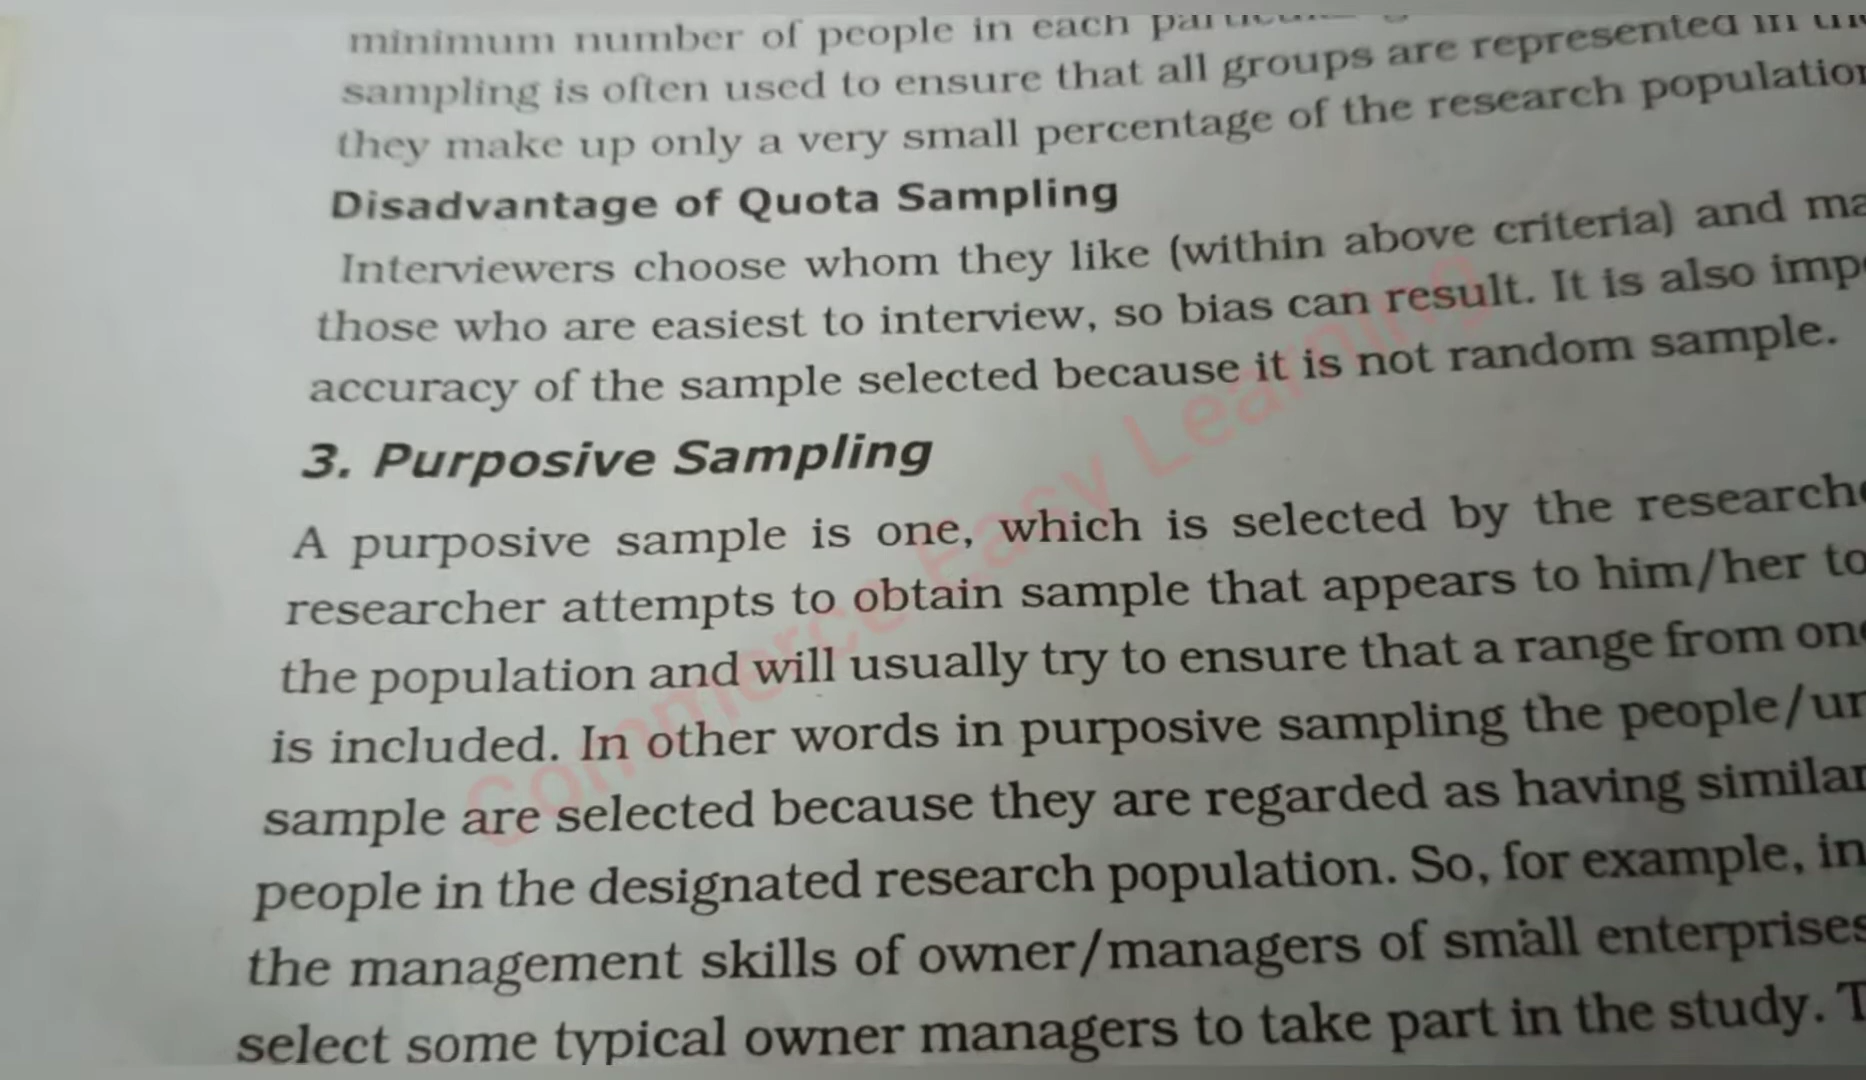 minimum number of people in each
sampling is often used to ensure that all groups are represented in
they make up only a very small percentage of the research population
Disadvantage of Quota Sampling
Interviewers choose whom they like (within above criteria) and
those who are easiest to interview, so bias can result. It is also
accuracy of the sample selected because it is not random sample.
3. Purposive Sampling
A purposive sample is one, which is selected by the
researcher attempts to obtain sample that appears to him/her to
the population and will usually try to ensure that a range from
is included. In other words in purposive sampling the
sample are selected because they are regarded as having similar
people in the designated research population. So, for example, in
the management skills of owner/managers of small enterprises
select some typical owner managers to take part in the study.
Commerce Easy Learning